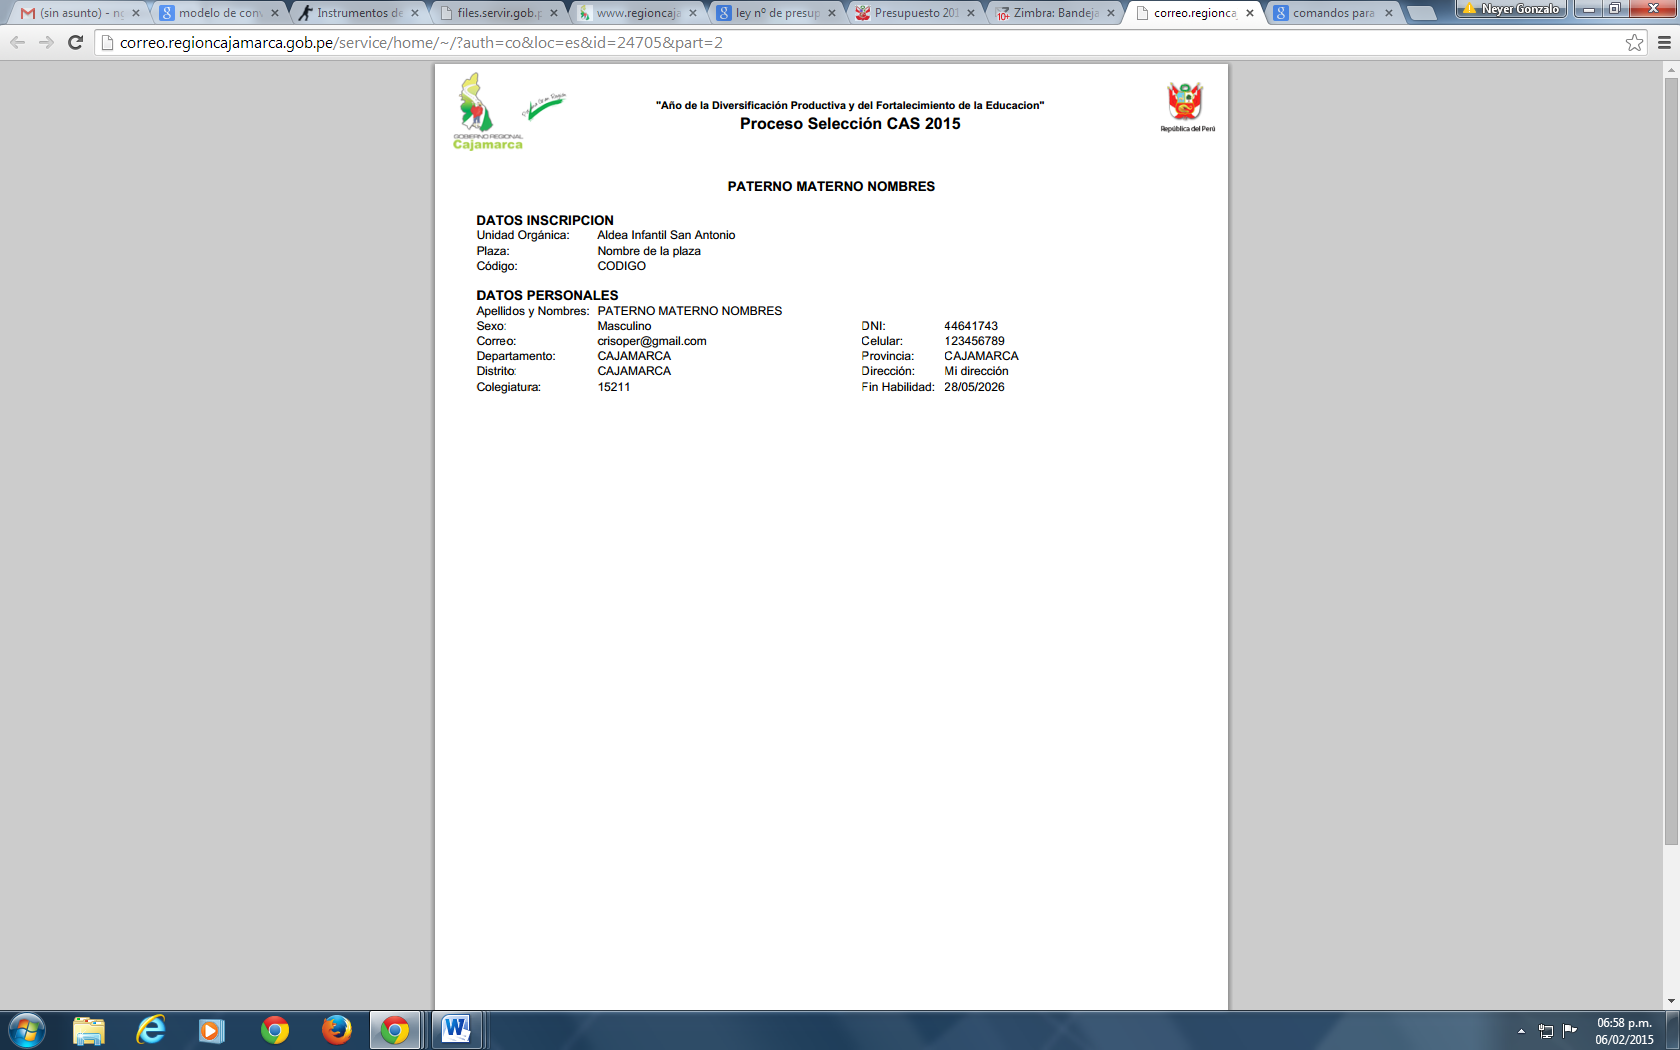 (sin asunto) - ng
modelo de conv
Instrumentos de
files.servir.gob.p
www.regioncaja
ley nº de presup
Presupuesto 201
Zimbra: Bandeja
correo.regionca
comandos para
Neyer Gonzalo
correo.regioncajamarca.gob.pe/service/home/~/?auth=co&loc=es&id=24705&part=2
GOBIERNO REGIONAL
Cajamarca
"Año de la Diversificación Productiva y del Fortalecimiento de la Educacion"
Proceso Selección CAS 2015
República del Perú
PATERNO MATERNO NOMBRES
DATOS INSCRIPCION
Unidad Orgánica: Aldea Infantil San Antonio
Plaza: Nombre de la plaza
Código: CODIGO
DATOS PERSONALES
Apellidos y Nombres: PATERNO MATERNO NOMBRES
Sexo: Masculino DNI: 44641743
Correo: crisoper@gmail.com Celular: 123456789
Departamento: CAJAMARCA Provincia: CAJAMARCA
Distrito: CAJAMARCA Dirección: Mi dirección
Colegiatura: 15211 Fin Habilidad: 28/05/2026
06:58 p.m.
06/02/2015